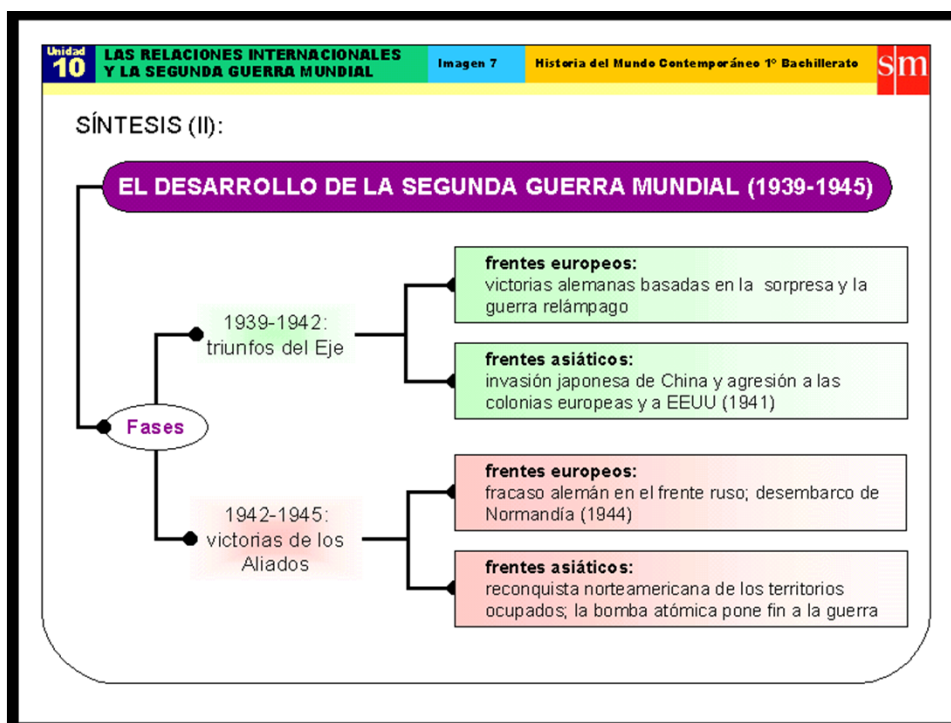 Unidad
10
LAS RELACIONES INTERNACIONALES
Y LA SEGUNDA GUERRA MUNDIAL
Imagen 7
Historia del Mundo Contemporáneo 1º Bachillerato
sm
SÍNTESIS (II):
EL DESARROLLO DE LA SEGUNDA GUERRA MUNDIAL (1939-1945)
Fases
1939-1942:
triunfos del Eje
frentes europeos:
victorias alemanas basadas en la sorpresa y la
guerra relámpago
frentes asiáticos:
invasión japonesa de China y agresión a las
colonias europeas y a EEUU (1941)
1942-1945:
victorias de los
Aliados
frentes europeos:
fracaso alemán en el frente ruso; desembarco de
Normandía (1944)
frentes asiáticos:
reconquista norteamericana de los territorios
ocupados; la bomba atómica pone fin a la guerra